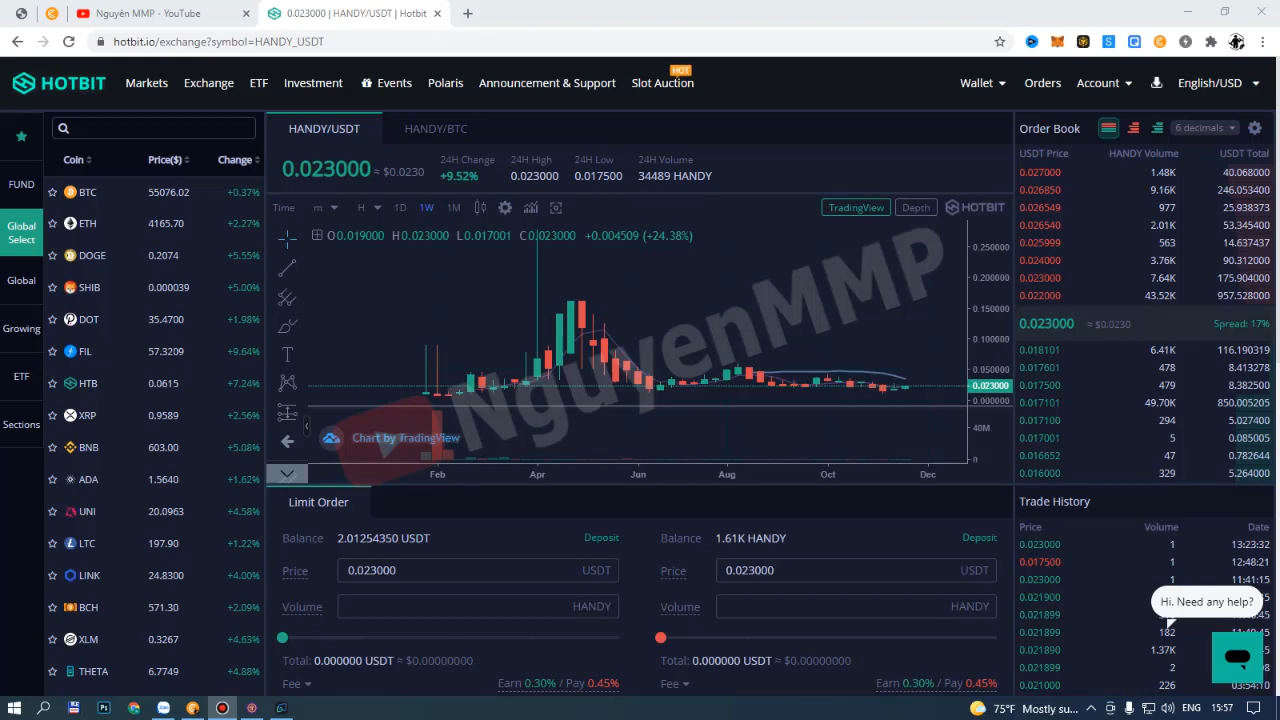 Nguyên MMP - YouTube
0.023000 | HANDY/USDT | Hotbit
hotbit.io/exchange?symbol=HANDY_USDT
HOTBIT Markets Exchange ETF Investment Events Polaris Announcement & Support Slot Auction HOT Wallet Orders Account English/USD
FUND
Global Select
Global
Growing
ETF
Sections
Coin Price($) Change
BTC 55076.02 +0.37%
ETH 4165.70 +2.27%
DOGE 0.2074 +5.55%
SHIB 0.000039 +5.00%
DOT 35.4700 +1.98%
FIL 57.3209 +9.64%
HTB 0.0615 +7.24%
XRP 0.9589 +2.56%
BNB 603.00 +5.08%
ADA 1.5640 +1.62%
UNI 20.0963 +4.58%
LTC 197.90 +1.22%
LINK 24.8300 +4.00%
BCH 571.30 +2.09%
XLM 0.3267 +4.63%
THETA 6.7749 +4.88%
HANDY/USDT HANDY/BTC
0.023000 ≈ $0.0230
24H Change 24H High 24H Low 24H Volume
+9.52% 0.023000 0.017500 34489 HANDY
Time m H 1D 1W 1M TradingView Depth HOTBIT
O0.019000 H0.023000 L0.017001 C0.023000 +0.004509 (+24.38%)
0.250000
0.200000
0.150000
0.100000
0.050000
0.023000
0.000000
40M
0
NguyenMMP
Chart by TradingView
Feb Apr Jun Aug Oct Dec
Limit Order
Balance 2.01254350 USDT Deposit
Price 0.023000 USDT
Volume HANDY
Total: 0.000000 USDT ≈ $0.00000000
Fee Earn 0.30% / Pay 0.45%
Balance 1.61K HANDY Deposit
Price 0.023000 USDT
Volume HANDY
Total: 0.000000 USDT ≈ $0.00000000
Fee Earn 0.30% / Pay 0.45%
Order Book 6 decimals
USDT Price HANDY Volume USDT Total
0.027000 1.48K 40.068000
0.026850 9.16K 246.053400
0.026549 977 25.938373
0.026540 2.01K 53.345400
0.025999 563 14.637437
0.024000 3.76K 90.312000
0.023000 7.64K 175.904000
0.022000 43.52K 957.528000
0.023000 ≈ $0.0230 Spread: 17%
0.018101 6.41K 116.190319
0.017601 478 8.413278
0.017500 479 8.382500
0.017101 49.70K 850.005205
0.017100 294 5.027400
0.017001 5 0.085005
0.016652 47 0.782644
0.016000 329 5.264000
Trade History
Price Volume Date
0.023000 1 13:23:32
0.017500 1 12:48:21
0.023000 1 11:41:15
0.021900
0.021899
0.021899 182
0.021890 1.37K
0.021899 2
0.021000 226 03:54:10
Hi. Need any help?
75°F Mostly su... ENG 15:57